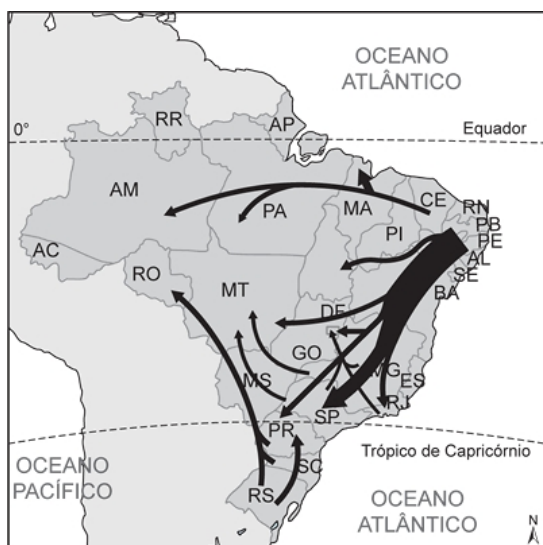 OCEANO
ATLÂNTICO
RR
AP
0°
Equador
AM
PA
MA
CE
RN
PB
PE
AL
SE
PI
AC
RO
BA
MT
DF
GO
MG
ES
MS
RJ
SP
PR
Trópico de Capricórnio
SC
OCEANO
PACÍFICO
RS
OCEANO
ATLÂNTICO
N